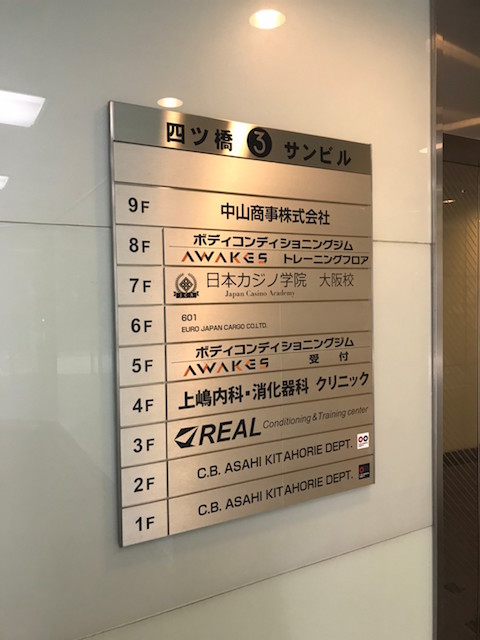 四ツ橋 3 サンビル
9F 中山商事株式会社
8F ボディコンディショニングジム
AWAKES トレーニングフロア
7F 日本カジノ学院 大阪校
Japan Casino Academy
6F 601
EURO JAPAN CARGO CO.LTD.
5F ボディコンディショニングジム
AWAKES 受付
4F 上嶋内科・消化器科 クリニック
3F REAL Conditioning & Training center
2F C.B. ASAHI KITAHORIE DEPT.
1F C.B. ASAHI KITAHORIE DEPT.